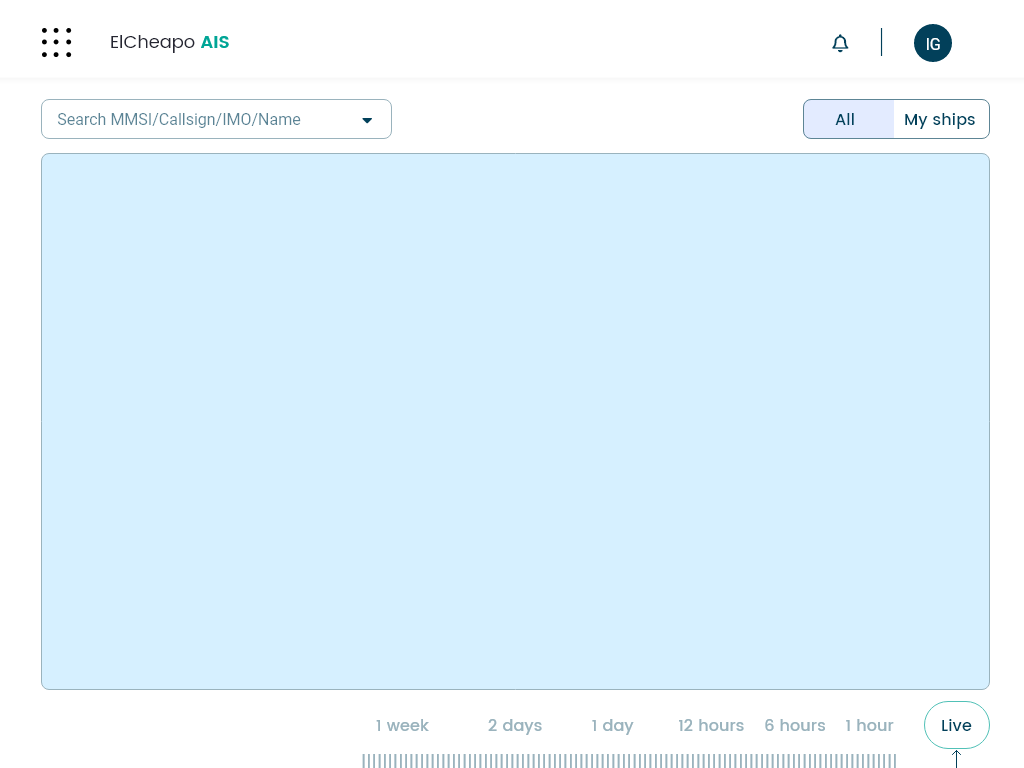 ElCheapo AIS
IG
Search MMSI/Callsign/IMO/Name
All
My ships
1 week
2 days
1 day
12 hours
6 hours
1 hour
Live